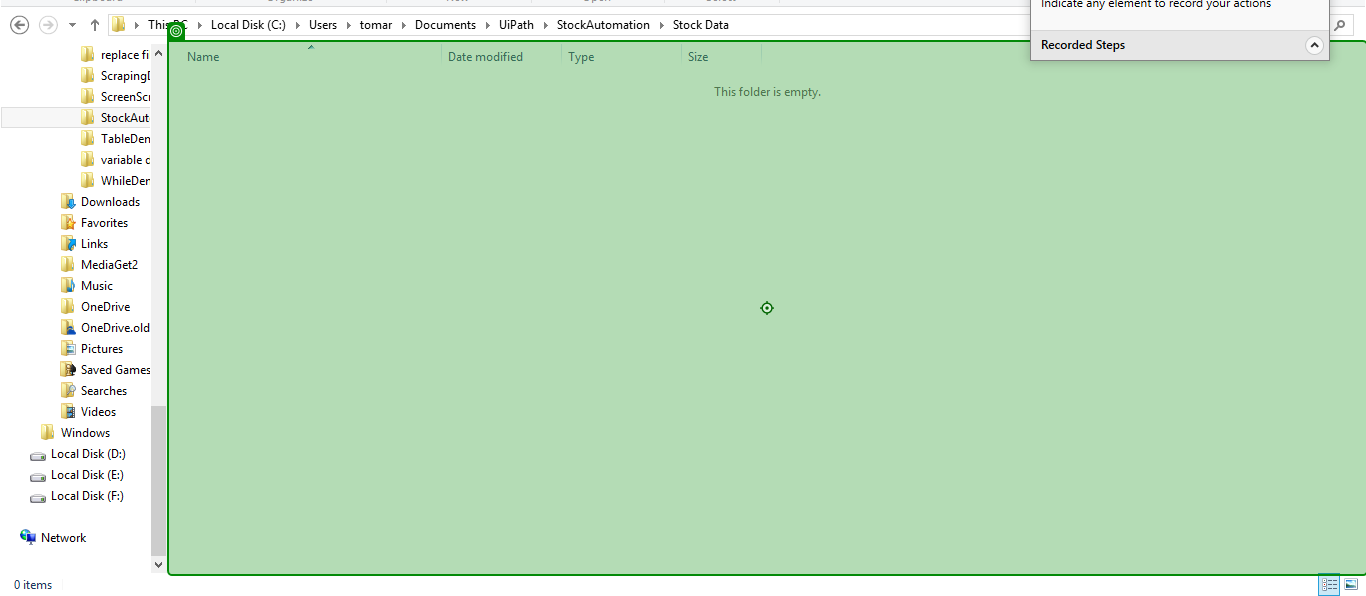 Indicate any element to record your actions
This PC Local Disk (C:) Users tomar Documents UiPath StockAutomation Stock Data
Recorded Steps
Name Date modified Type Size
This folder is empty.
replace fi
ScrapingD
ScreenScr
StockAut
TableDen
variable d
WhileDen
Downloads
Favorites
Links
MediaGet2
Music
OneDrive
OneDrive.old
Pictures
Saved Games
Searches
Videos
Windows
Local Disk (D:)
Local Disk (E:)
Local Disk (F:)
Network
0 items